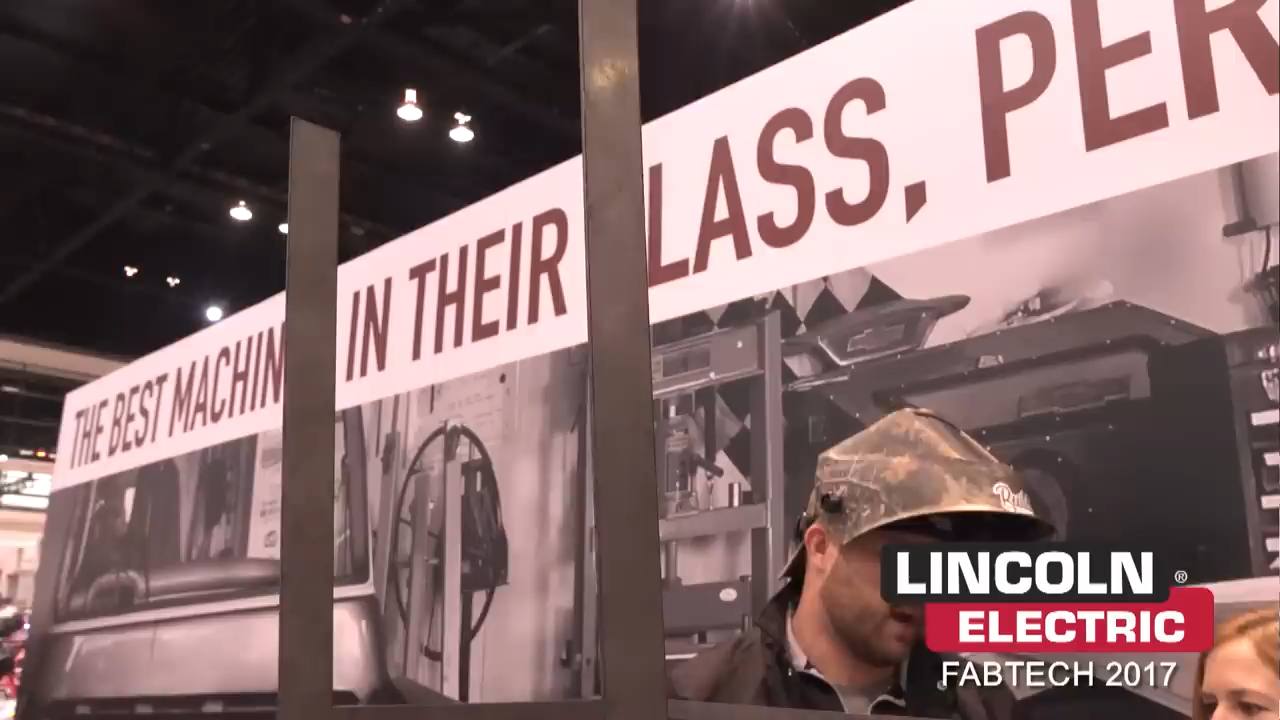 THE BEST MACHIN IN THEIR LASS, PER
LINCOLN ®
ELECTRIC
FABTECH 2017